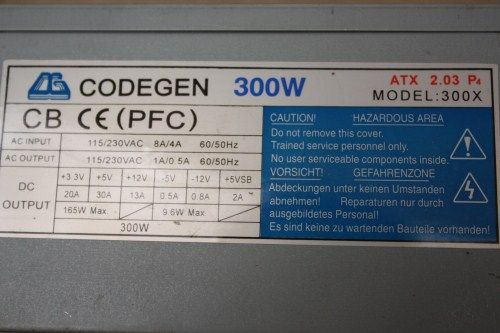 CODEGEN 300W ATX 2.03 P4
MODEL:300X
CB CE (PFC)
AC INPUT 115/230VAC 8A/4A 60/50Hz
AC OUTPUT 115/230VAC 1A/0.5A 60/50Hz
DC OUTPUT
+3.3V +5V +12V -5V -12V +5VSB
20A 30A 13A 0.5A 0.8A 2A
165W Max. 9.6W Max.
300W
CAUTION! HAZARDOUS AREA
Do not remove this cover.
Trained service personnel only.
No user serviceable components inside.
VORSICHT! GEFAHRENZONE
Abdeckungen unter keinen Umständen
abnehmen! Reparaturen nur durch
ausgebildetes Personal!
Es sind keine zu wartenden Bauteile vorhanden!